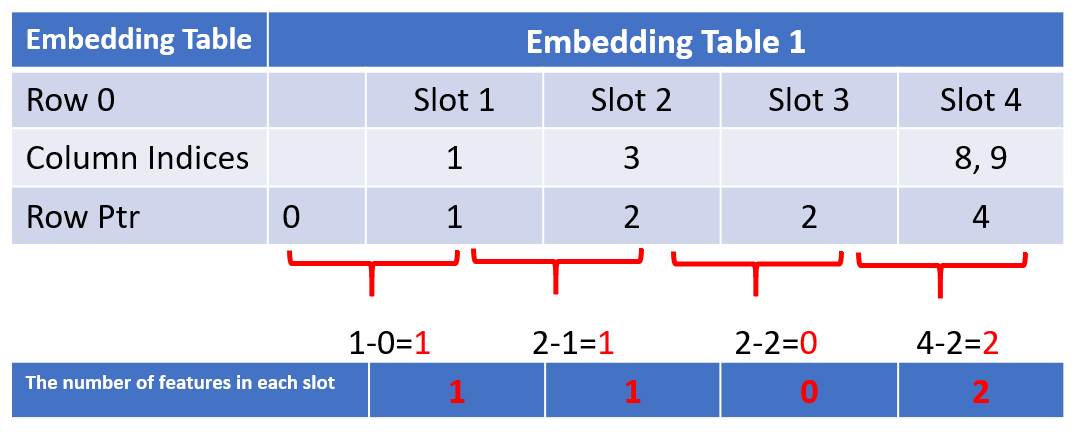 Embedding Table Embedding Table 1
Row 0 Slot 1 Slot 2 Slot 3 Slot 4
Column Indices 1 3 8, 9
Row Ptr 0 1 2 2 4
1-0=1 2-1=1 2-2=0 4-2=2
The number of features in each slot 1 1 0 2